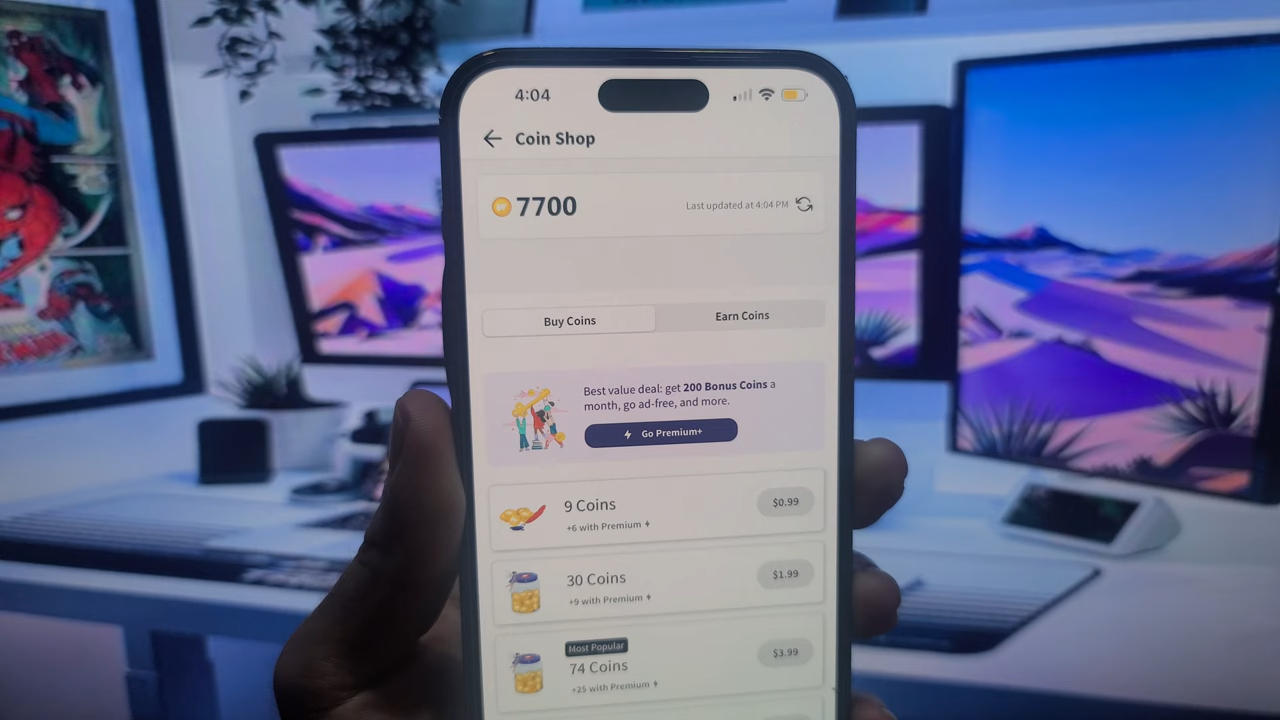 4:04
Coin Shop
7700
Last updated at 4:04 PM
Buy Coins
Earn Coins
Best value deal: get 200 Bonus Coins a
month, go ad-free, and more.
Go Premium+
9 Coins
$0.99
+6 with Premium
30 Coins
$1.99
+9 with Premium
Most Popular
74 Coins
$3.99
+25 with Premium